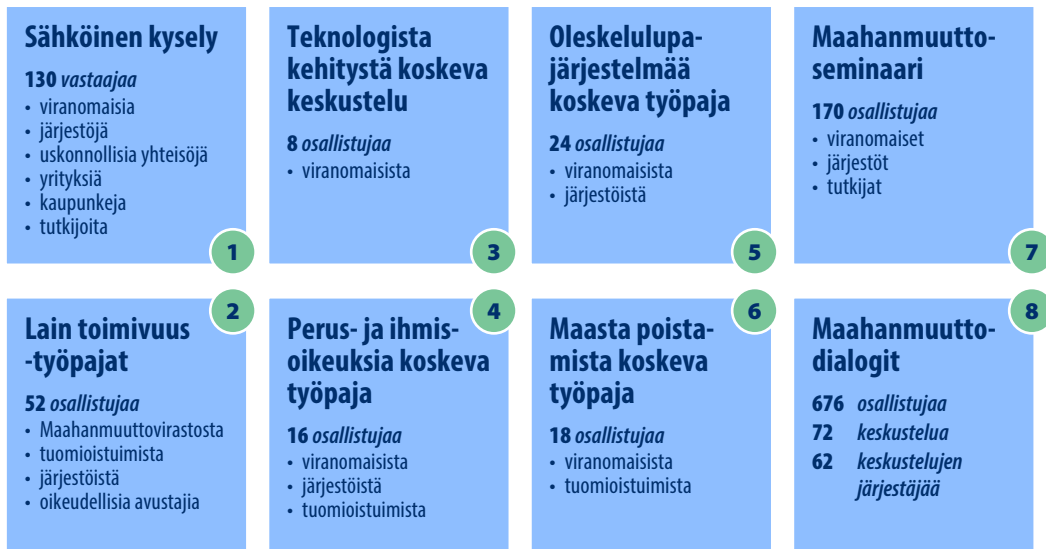 Sähköinen kysely
130 vastaajaa
• viranomaisia
• järjestöjä
• uskonnollisia yhteisöjä
• yrityksiä
• kaupunkeja
• tutkijoita
1
2
Lain toimivuus
-työpajat
52 osallistujaa
• Maahanmuuttovirastosta
• tuomioistuimista
• järjestöistä
• oikeudellisia avustajia
Teknologista
kehitystä koskeva
keskustelu
8 osallistujaa
• viranomaisista
3
4
Perus- ja ihmis-
oikeuksia koskeva
työpaja
16 osallistujaa
• viranomaisista
• järjestöistä
• tuomioistuimista
Oleskelulupa-
järjestelmää
koskeva työpaja
24 osallistujaa
• viranomaisista
• järjestöistä
5
6
Maasta poista-
mista koskeva
työpaja
18 osallistujaa
• viranomaisista
• tuomioistuimista
Maahanmuutto-
seminaari
170 osallistujaa
• viranomaiset
• järjestöt
• tutkijat
7
8
Maahanmuutto-
dialogit
676 osallistujaa
72 keskustelua
62 keskustelujen
järjestäjää